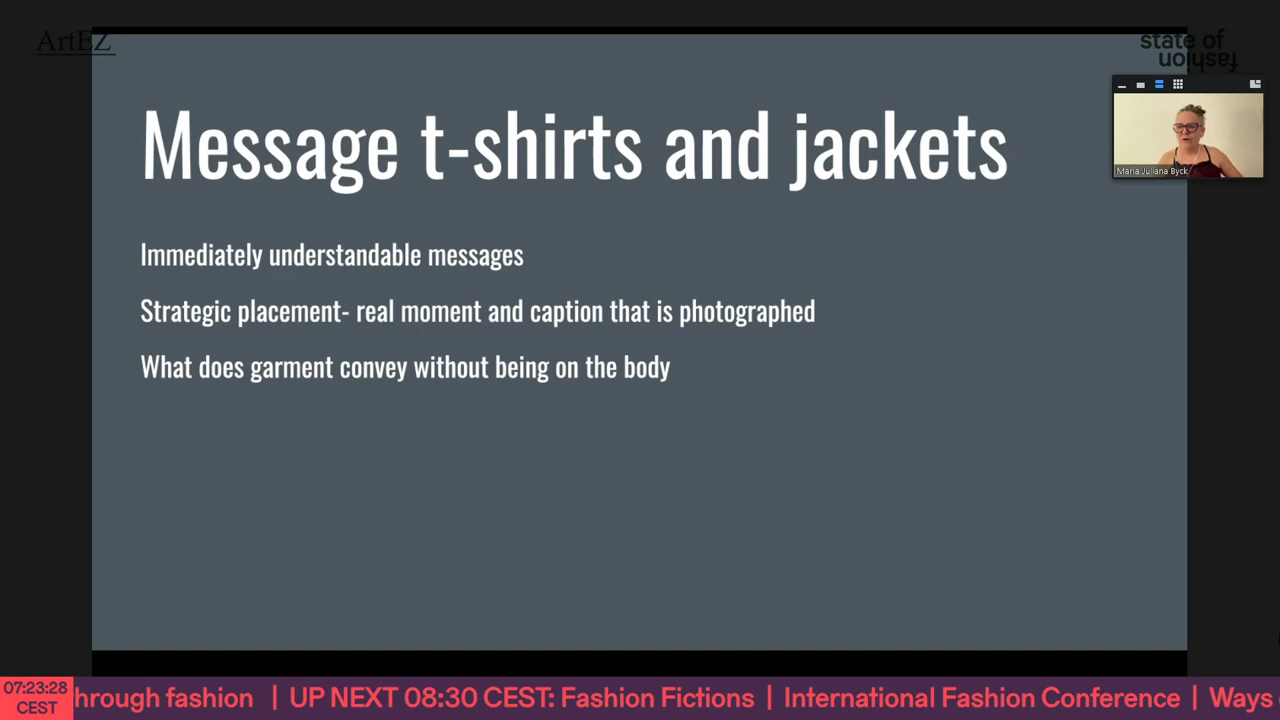 ArtEZ
state of
fashion
Message t-shirts and jackets
Maria Juliana Byck
Immediately understandable messages
Strategic placement- real moment and caption that is photographed
What does garment convey without being on the body
07:23:28
CEST
through fashion | UP NEXT 08:30 CEST: Fashion Fictions | International Fashion Conference | Ways